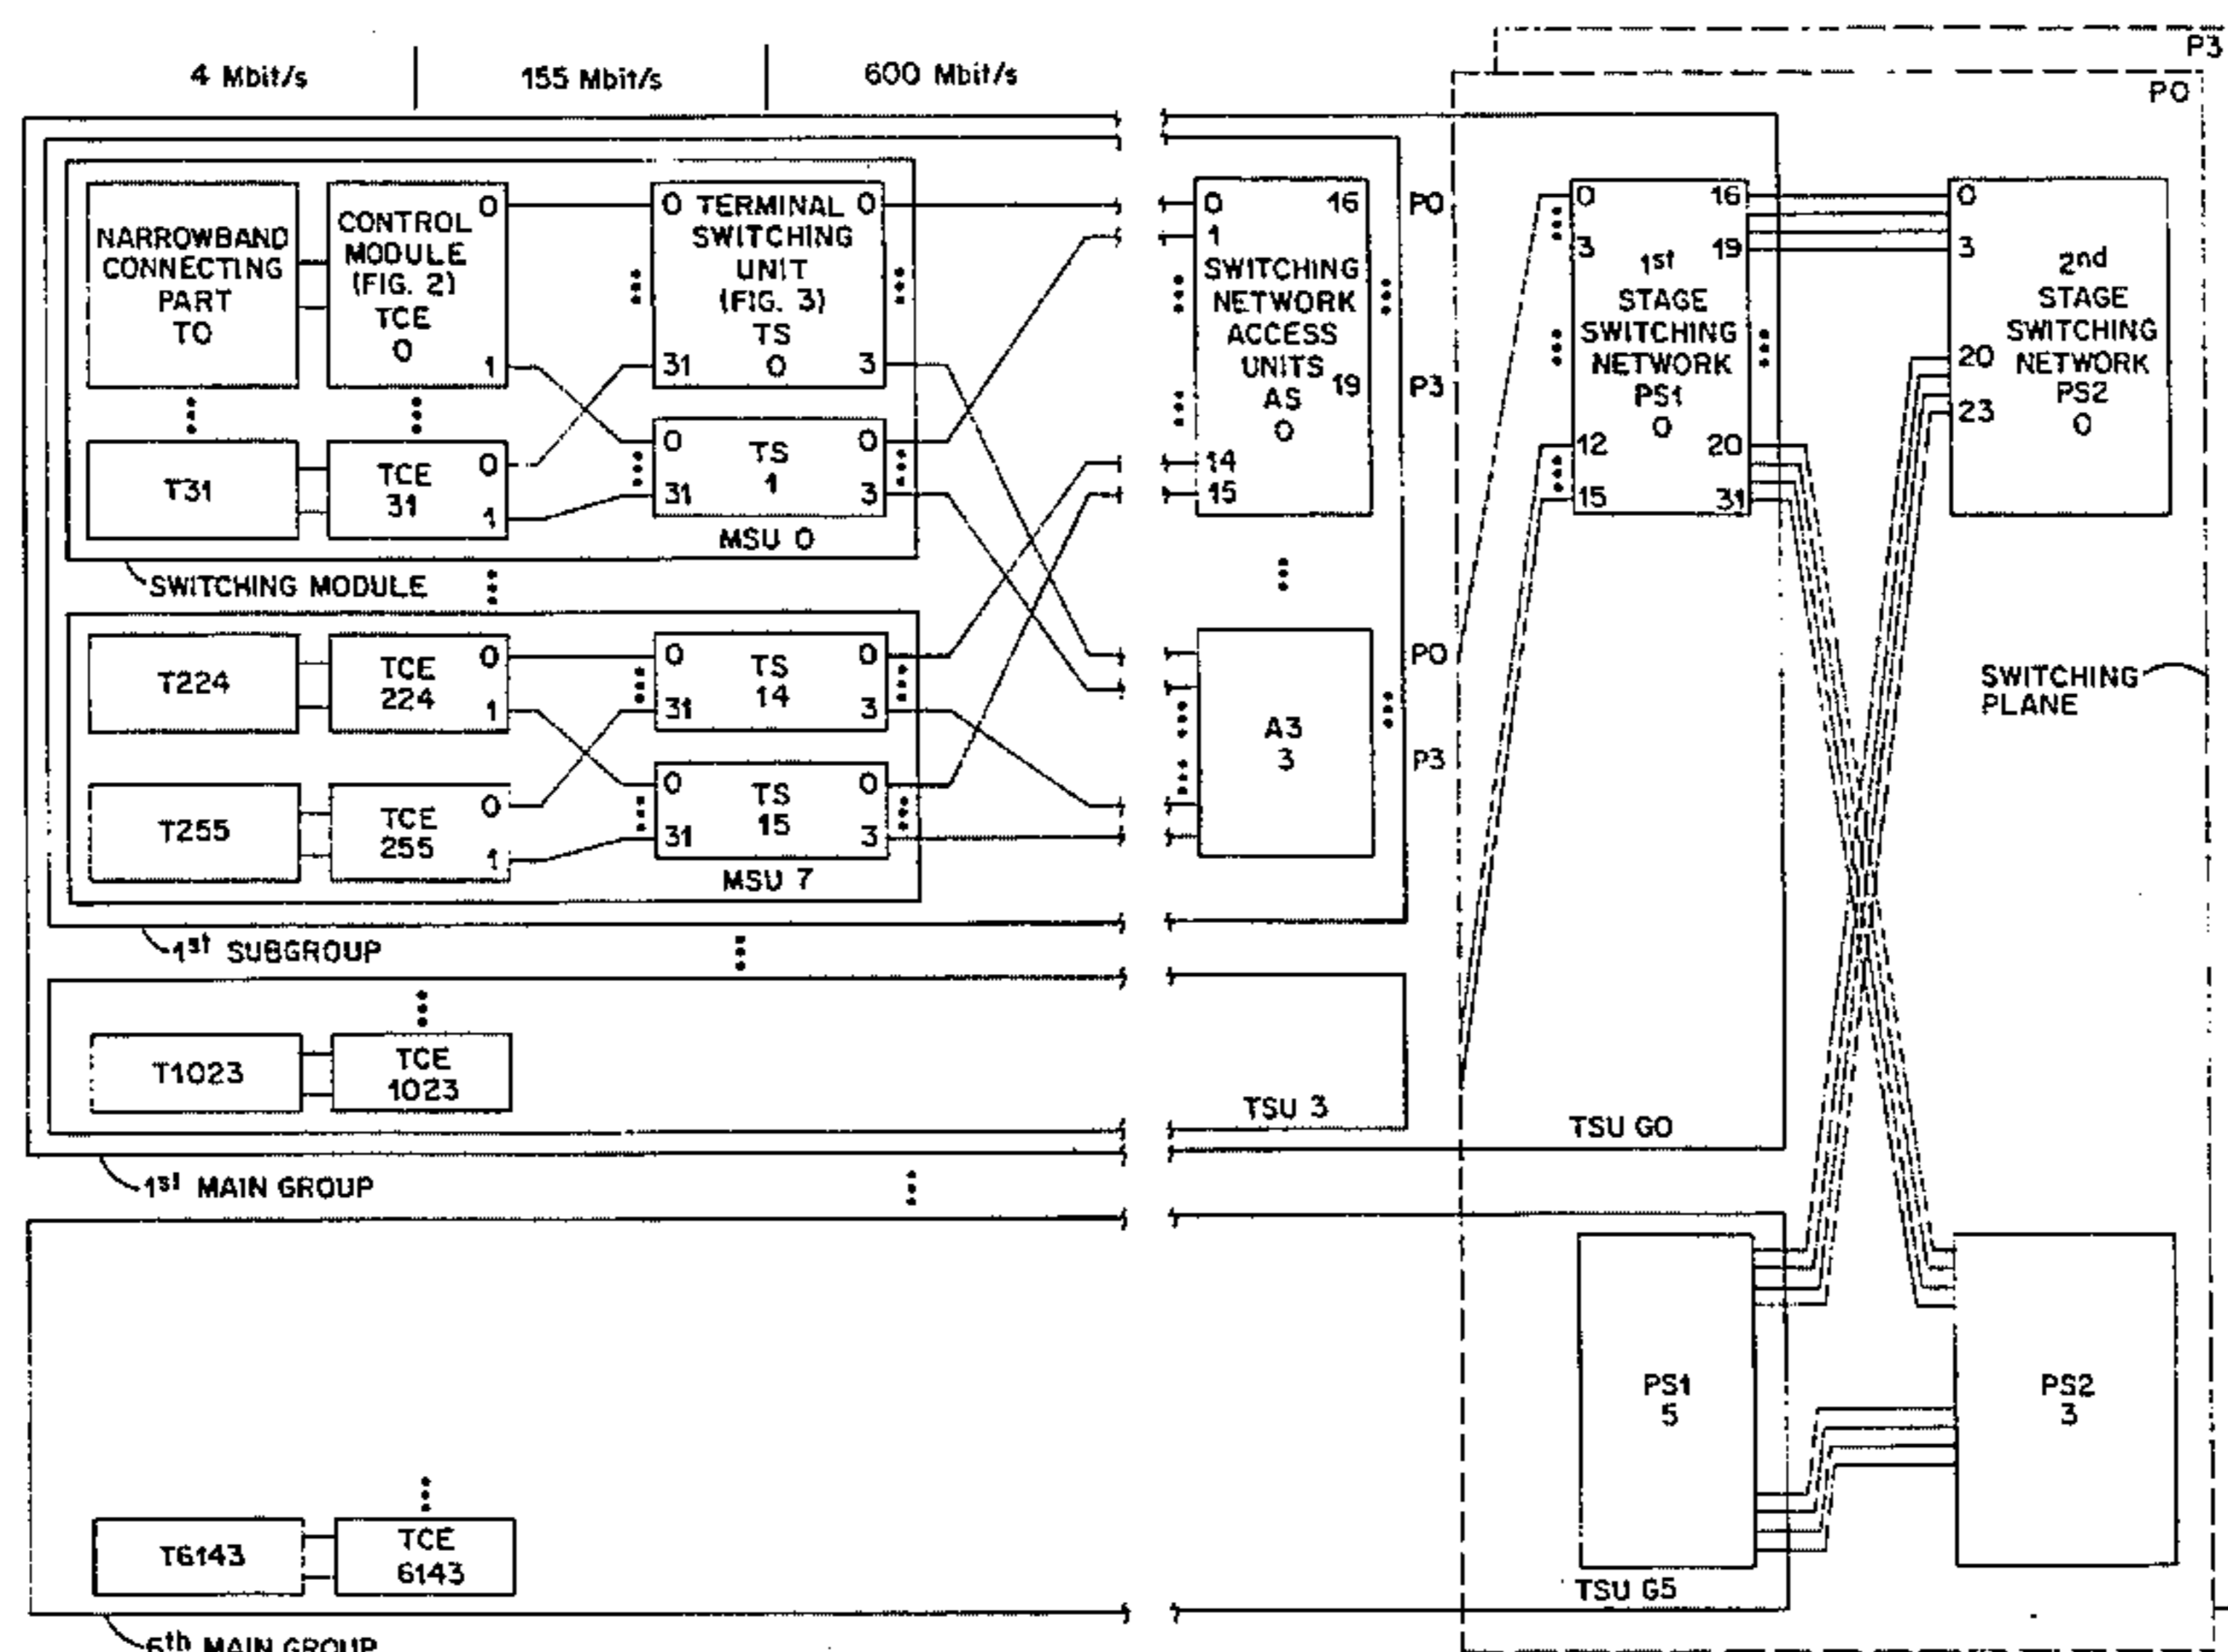 4 Mbit/s
155 Mbit/s
600 Mbit/s
P3
P0
NARROWBAND
CONNECTING
PART
T0
CONTROL
MODULE
(FIG. 2)
TCE
0
0
1
0 TERMINAL 0
SWITCHING
UNIT
(FIG. 3)
TS
31 0 3
T31
TCE
31
0
1
0 TS 0
1
31 3
MSU 0
SWITCHING MODULE
0 16
1
SWITCHING
NETWORK
ACCESS
UNITS
AS 19
0
14
15
P0
P3
0 16
3 19
1st
STAGE
SWITCHING
NETWORK
PS1
0
12 20
15 31
0
3
2nd
STAGE
SWITCHING
20 NETWORK
PS2
23 0
T224
TCE
224
0
1
0 TS 0
14
31 3
T255
TCE
255
0
1
0 TS 0
15
31 3
MSU 7
1st SUBGROUP
A3
3
P0
P3
SWITCHING
PLANE
T1023
TCE
1023
TSU 3
TSU G0
1st MAIN GROUP
PS1
5
PS2
3
T6143
TCE
6143
TSU G5
6th MAIN GROUP